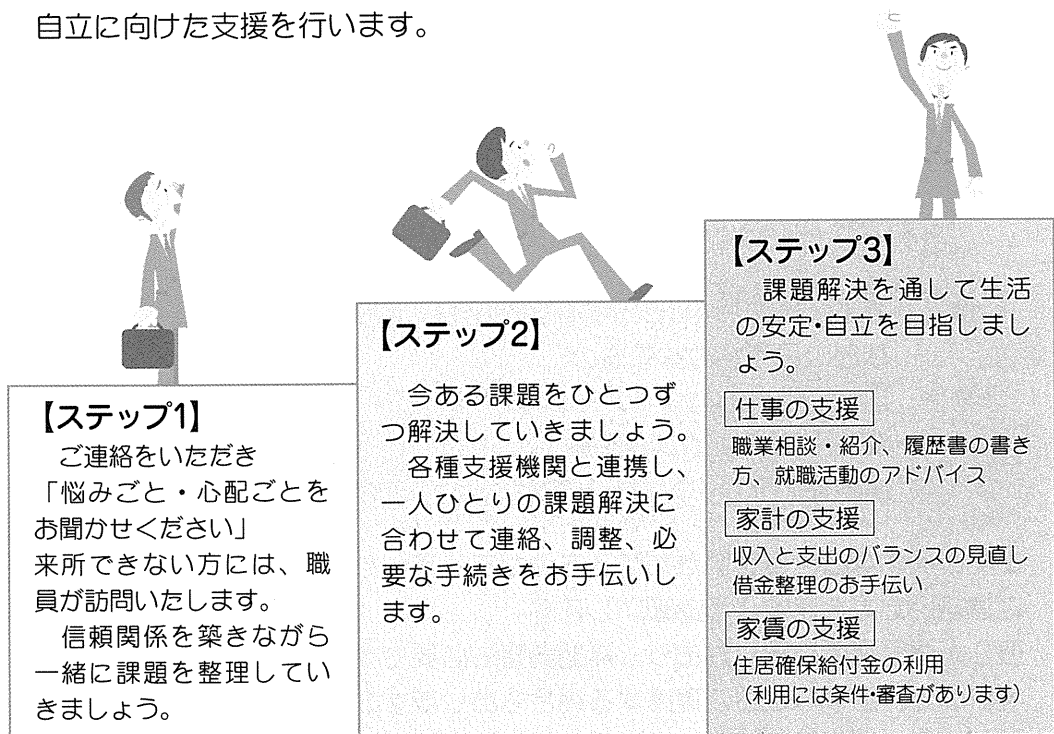 自立に向けた支援を行います。
【ステップ1】
ご連絡をいただき
「悩みごと・心配ごとを
お聞かせください」
来所できない方には、職
員が訪問いたします。
信頼関係を築きながら
一緒に課題を整理してい
きましょう。
【ステップ2】
今ある課題をひとつず
つ解決していきましょう。
各種支援機関と連携し、
一人ひとりの課題解決に
合わせて連絡、調整、必
要な手続きをお手伝いし
ます。
【ステップ3】
課題解決を通して生活
の安定・自立を目指しまし
ょう。
仕事の支援
職業相談・紹介、履歴書の書き
方、就職活動のアドバイス
家計の支援
収入と支出のバランスの見直し
借金整理のお手伝い
家賃の支援
住居確保給付金の利用
（利用には条件・審査があります）